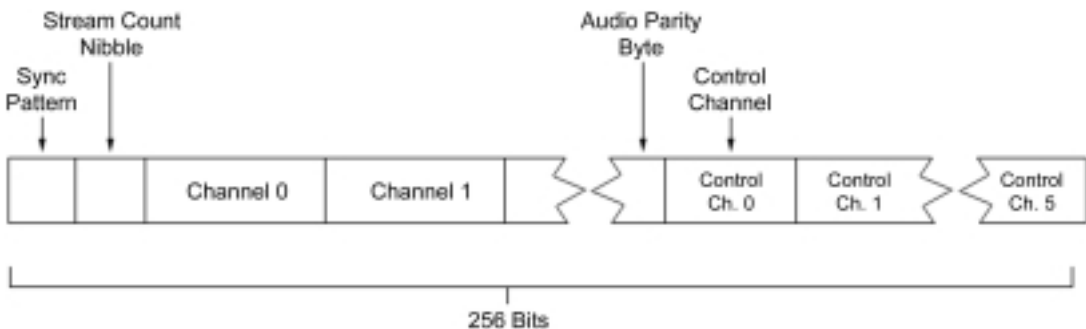 Stream Count
Nibble
Audio Parity
Byte
Sync
Pattern
Control
Channel
Channel 0
Channel 1
Control
Ch. 0
Control
Ch. 1
Control
Ch. 5
256 Bits